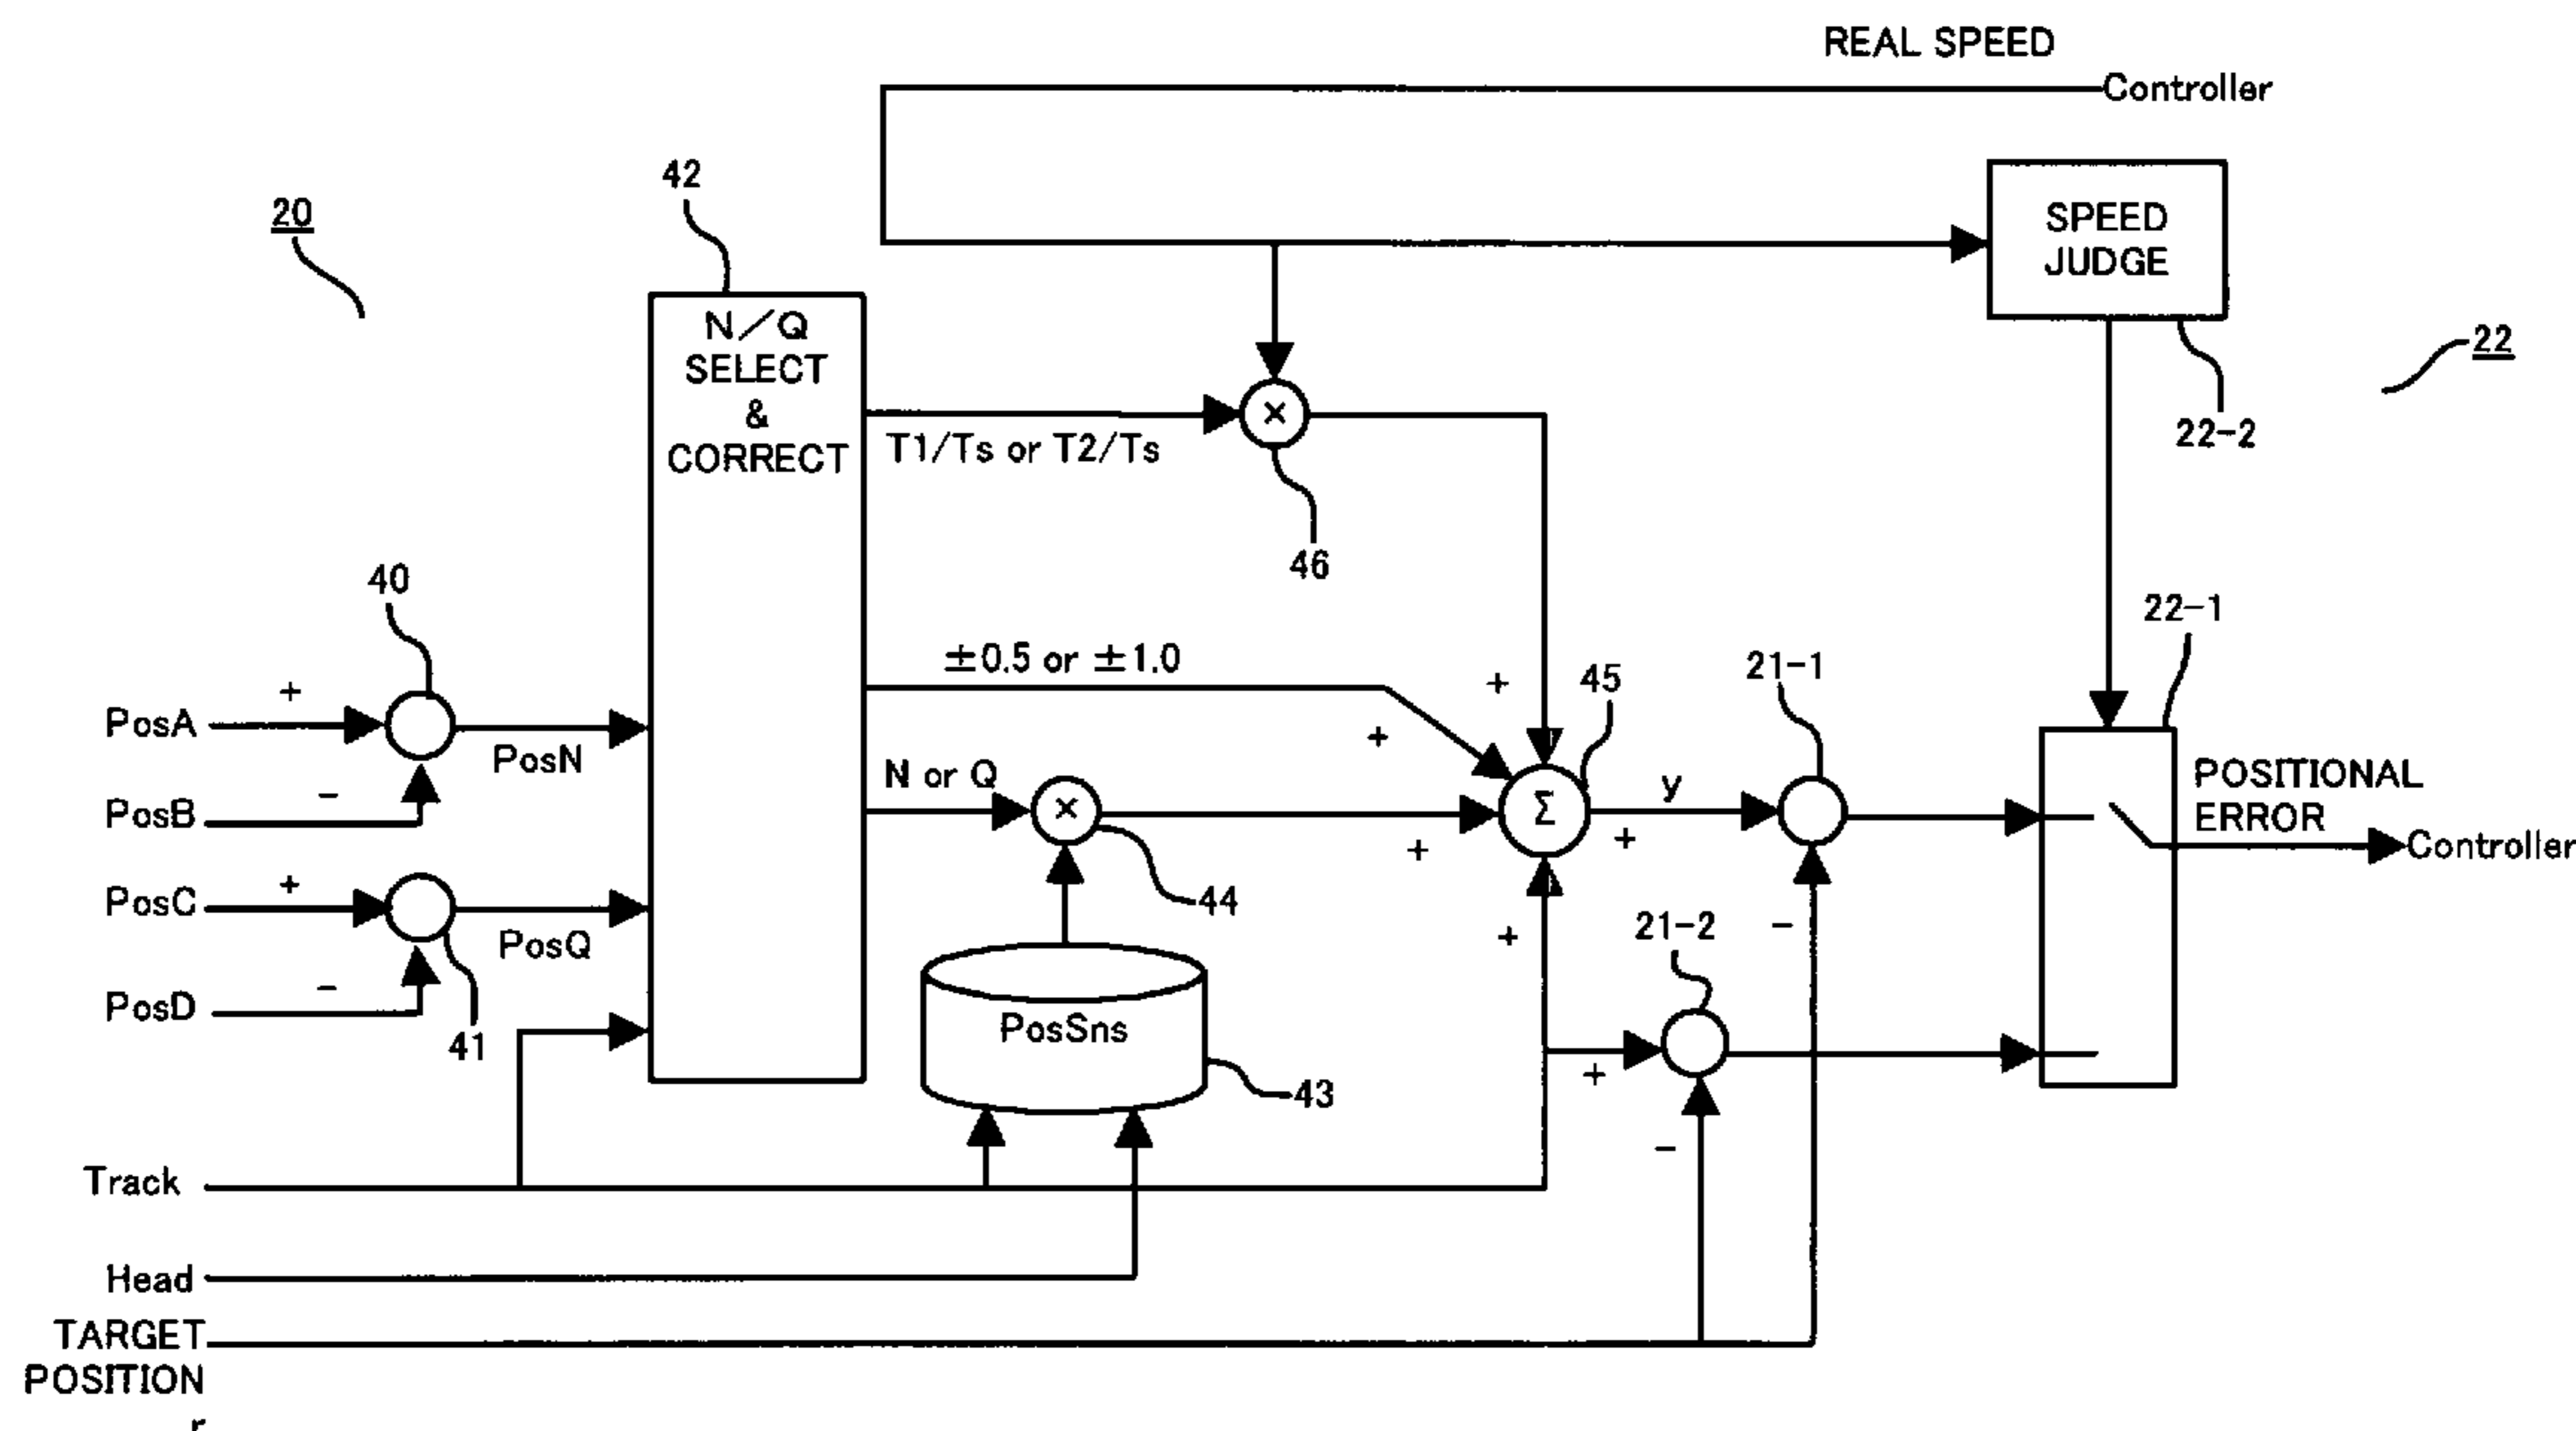 REAL SPEED
Controller
42
20
SPEED
JUDGE
N/Q
SELECT
&
CORRECT
22
×
T1/Ts or T2/Ts
22-2
46
40
22-1
±0.5 or ±1.0
21-1
+
+
45
PosA
PosN
+
N or Q
y
POSITIONAL
ERROR
PosB
−
×
Σ
+
Controller
+
PosC
+
44
21-2
PosQ
+
−
PosD
−
41
PosSns
43
+
−
Track
Head
TARGET
POSITION
r